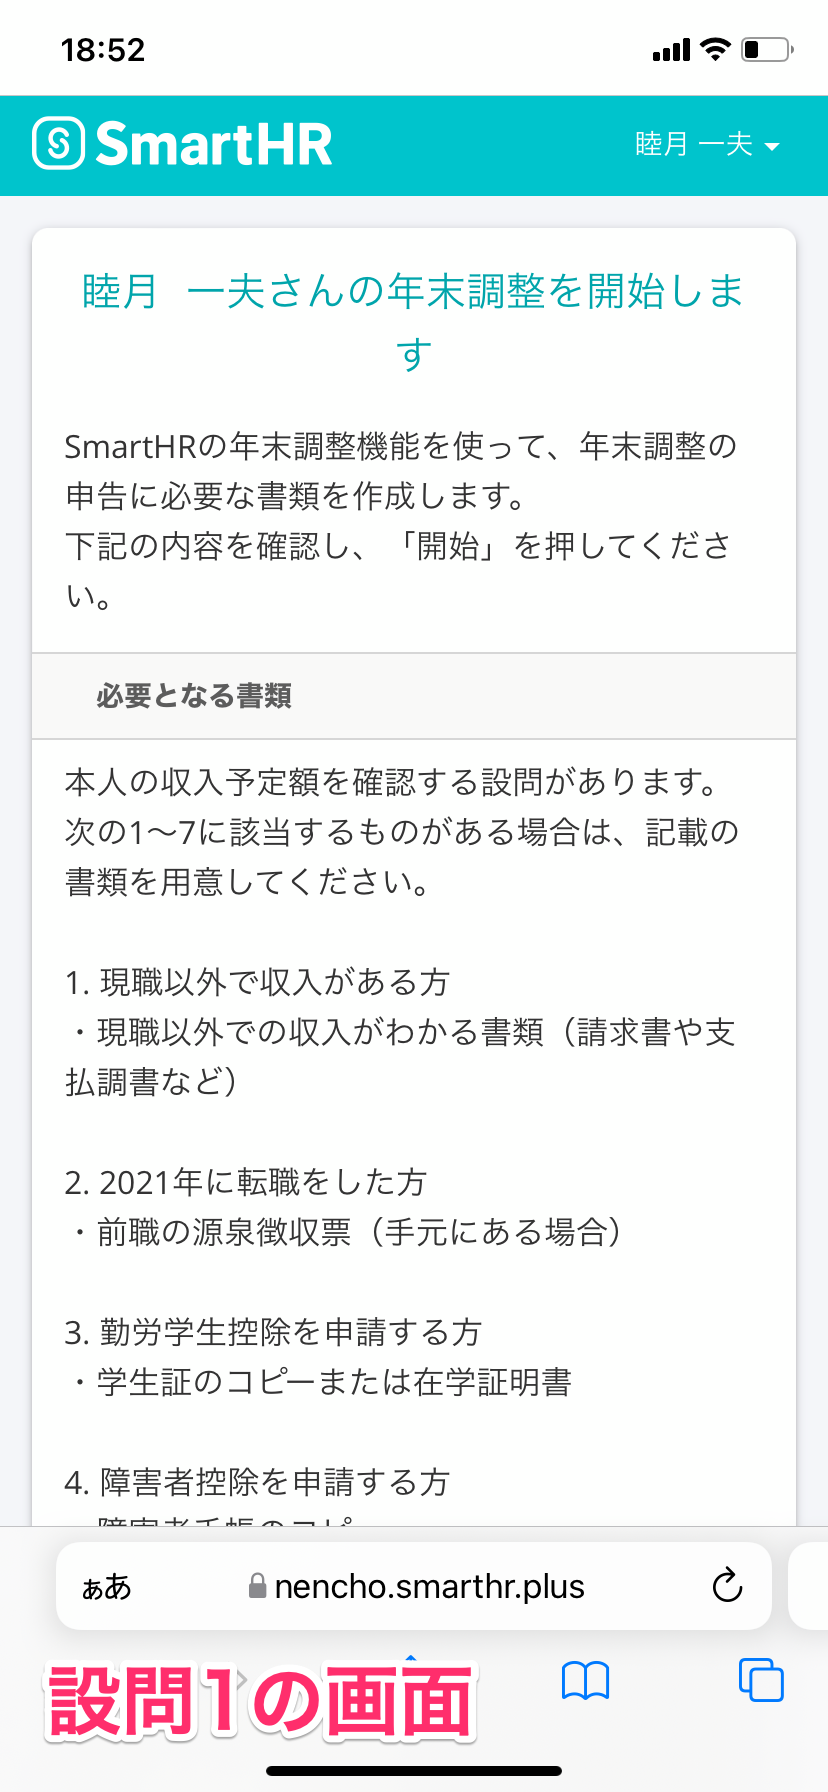 18:52
SmartHR
睦月 一夫
睦月 一夫さんの年末調整を開始しま
す
SmartHRの年末調整機能を使って、年末調整の
申告に必要な書類を作成します。
下記の内容を確認し、「開始」を押してくださ
い。
必要となる書類
本人の収入予定額を確認する設問があります。
次の1〜7に該当するものがある場合は、記載の
書類を用意してください。
1. 現職以外で収入がある方
・現職以外での収入がわかる書類（請求書や支
払調書など）
2. 2021年に転職をした方
・前職の源泉徴収票（手元にある場合）
3. 勤労学生控除を申請する方
・学生証のコピーまたは在学証明書
4. 障害者控除を申請する方
障害者手帳のコピー
ぁあ
nencho.smarthr.plus
設問1の画面